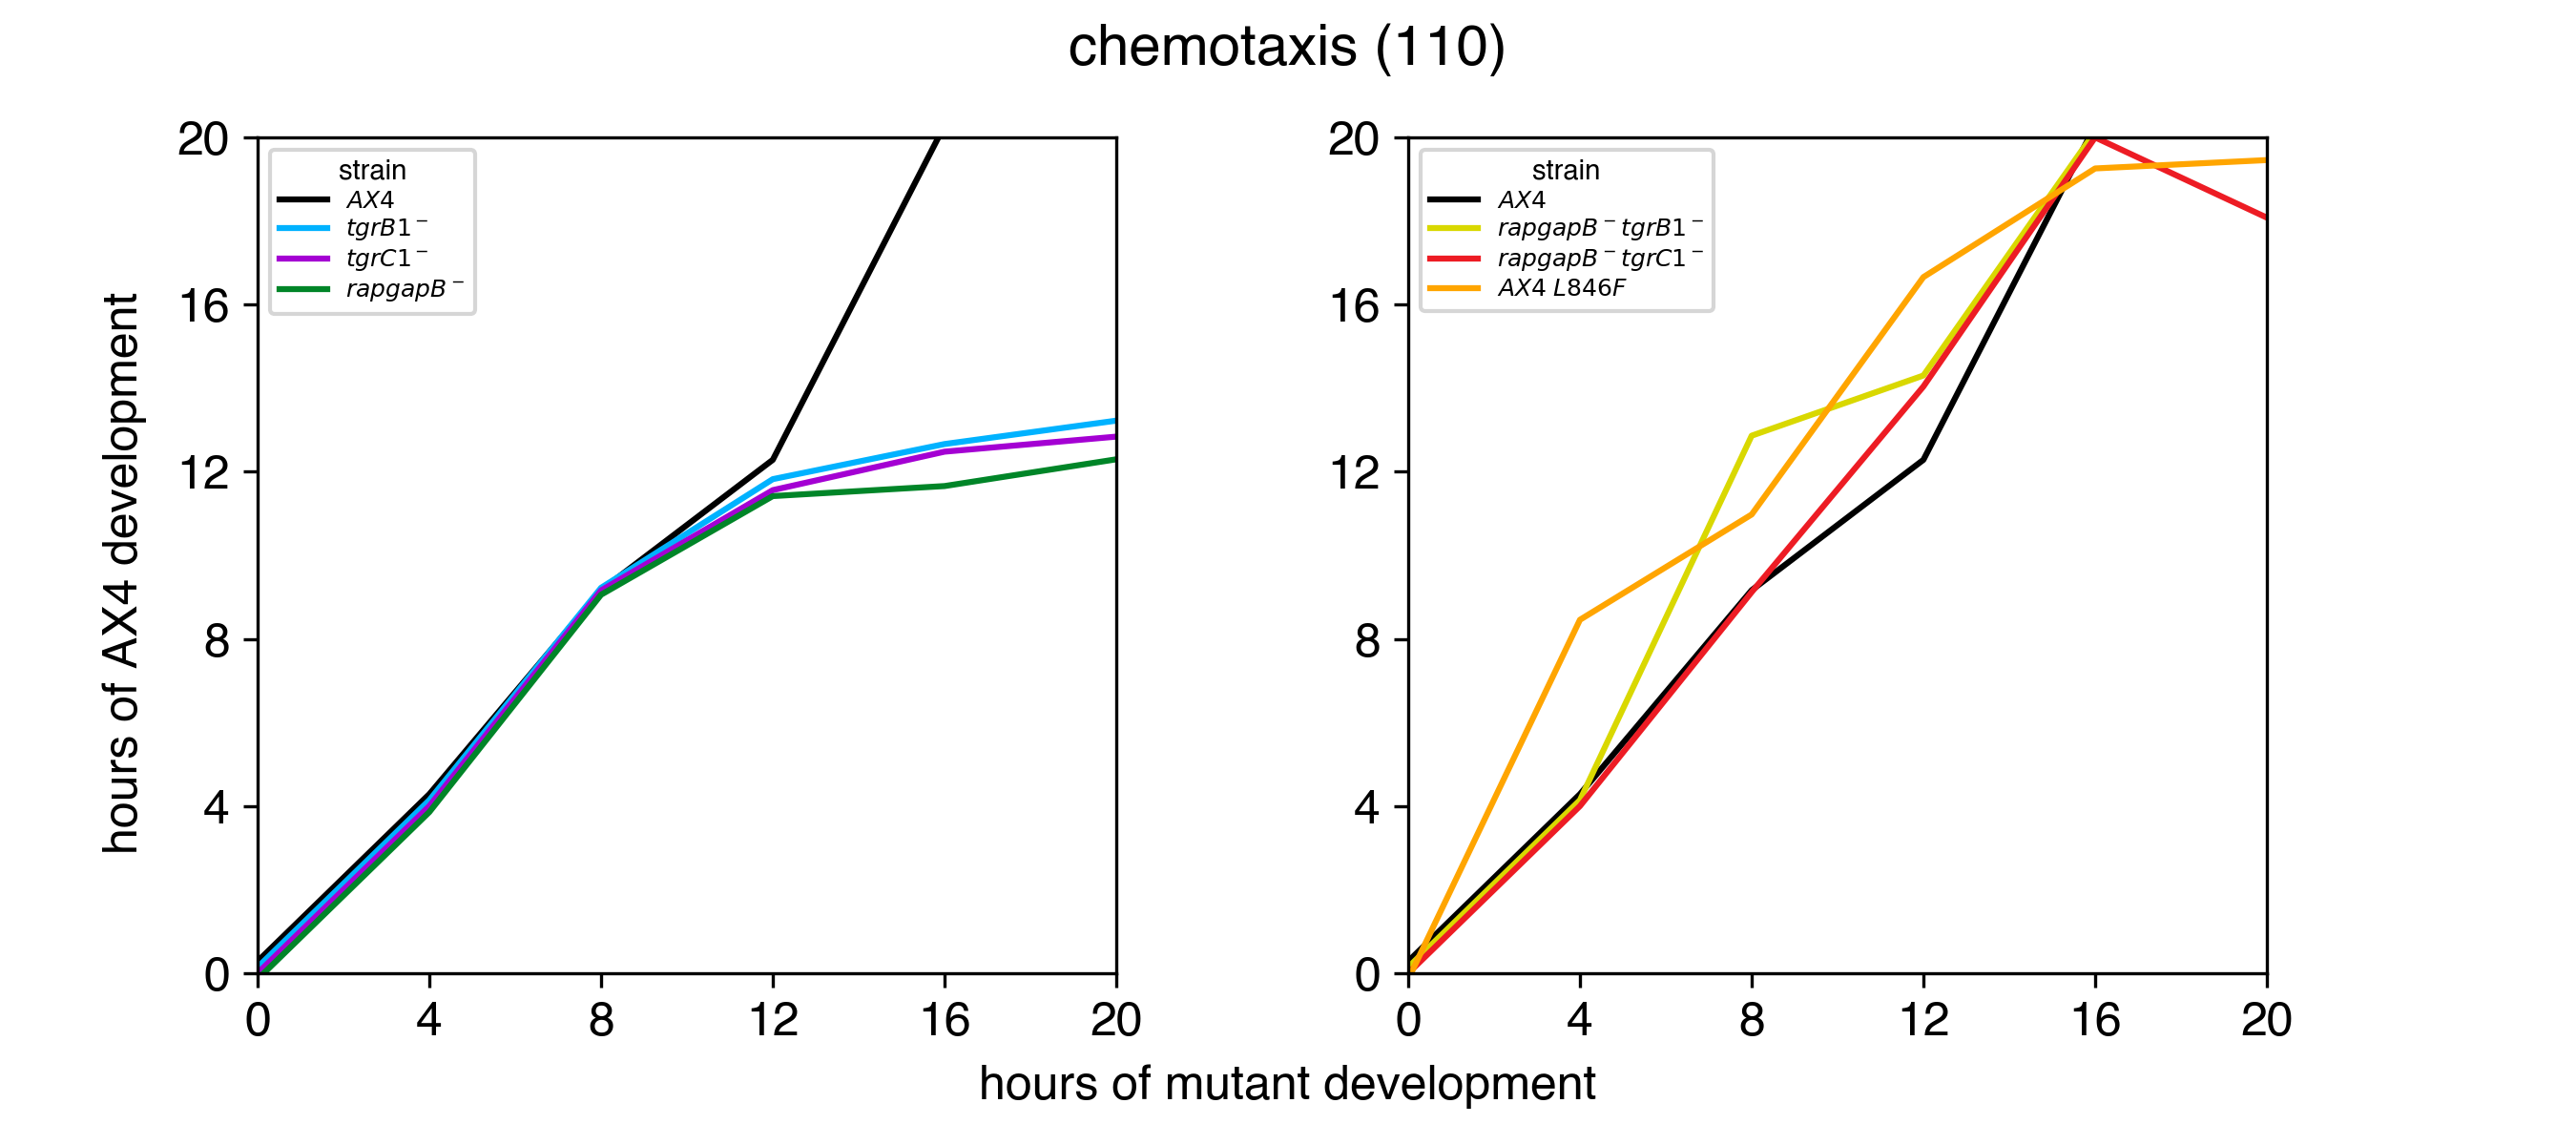 chemotaxis (110)
hours of AX4 development
20
16
12
8
4
0
strain
AX4
tgrB1⁻
tgrC1⁻
rapgapB⁻
0 4 8 12 16 20
20
16
12
8
4
0
strain
AX4
rapgapB⁻tgrB1⁻
rapgapB⁻tgrC1⁻
AX4 L846F
0 4 8 12 16 20
hours of mutant development